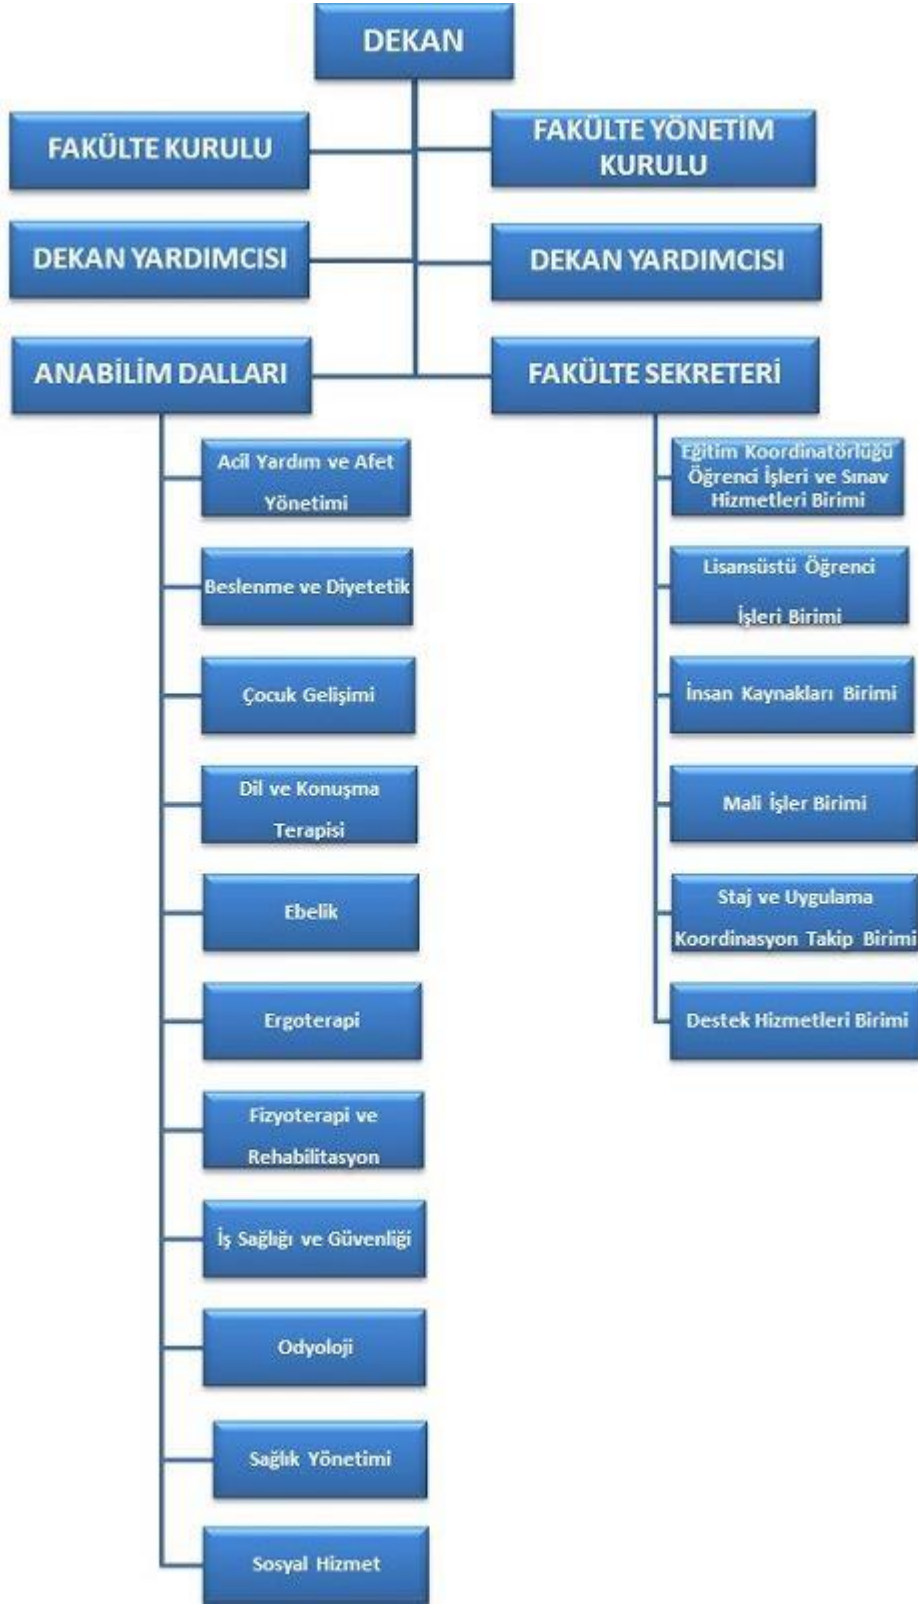 DEKAN
FAKÜLTE KURULU
FAKÜLTE YÖNETİM
KURULU
DEKAN YARDIMCISI
DEKAN YARDIMCISI
ANABİLİM DALLARI
FAKÜLTE SEKRETERİ
Acil Yardım ve Afet
Yönetimi
Beslenme ve Diyetetik
Çocuk Gelişimi
Dil ve Konuşma
Terapisi
Ebelik
Ergoterapi
Fizyoterapi ve
Rehabilitasyon
İş Sağlığı ve Güvenliği
Odyoloji
Sağlık Yönetimi
Sosyal Hizmet
Eğitim Koordinatörlüğü
Öğrenci İşleri ve Sınav
Hizmetleri Birimi
Lisansüstü Öğrenci
İşleri Birimi
İnsan Kaynakları Birimi
Mali İşler Birimi
Staj ve Uygulama
Koordinasyon Takip Birimi
Destek Hizmetleri Birimi